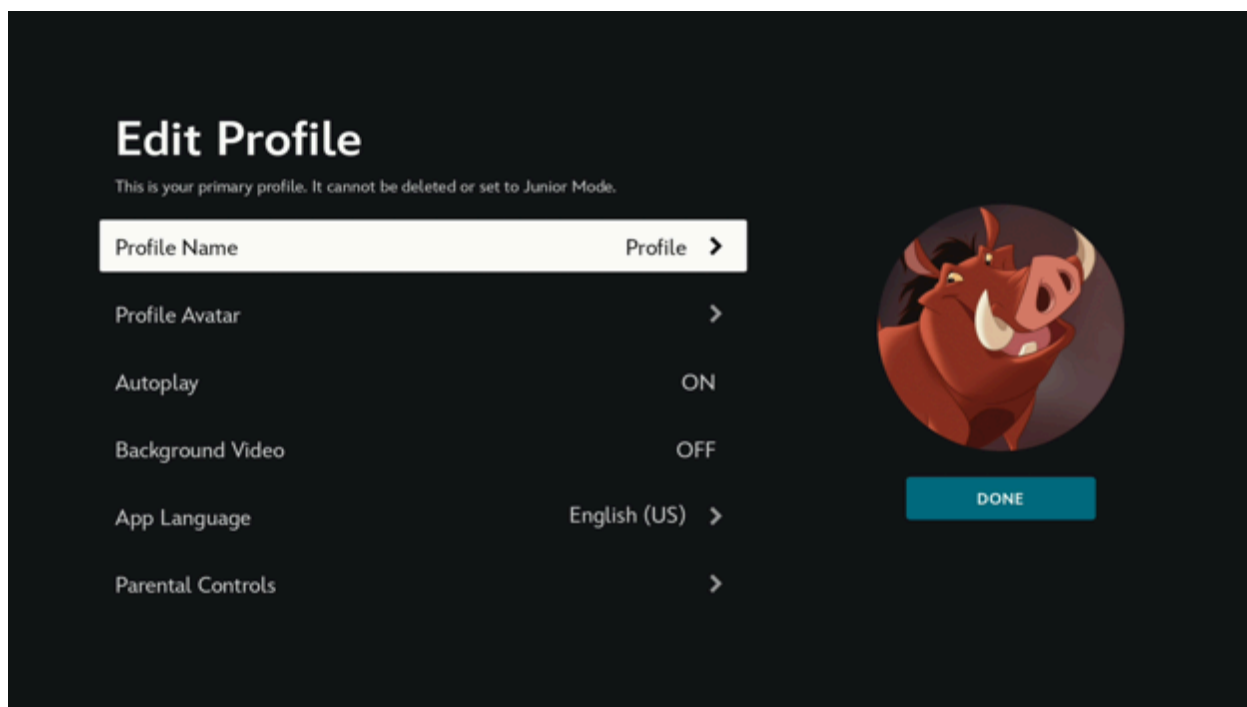 Edit Profile
This is your primary profile. It cannot be deleted or set to Junior Mode.
Profile Name Profile
Profile Avatar
Autoplay ON
Background Video OFF
App Language English (US)
Parental Controls
DONE